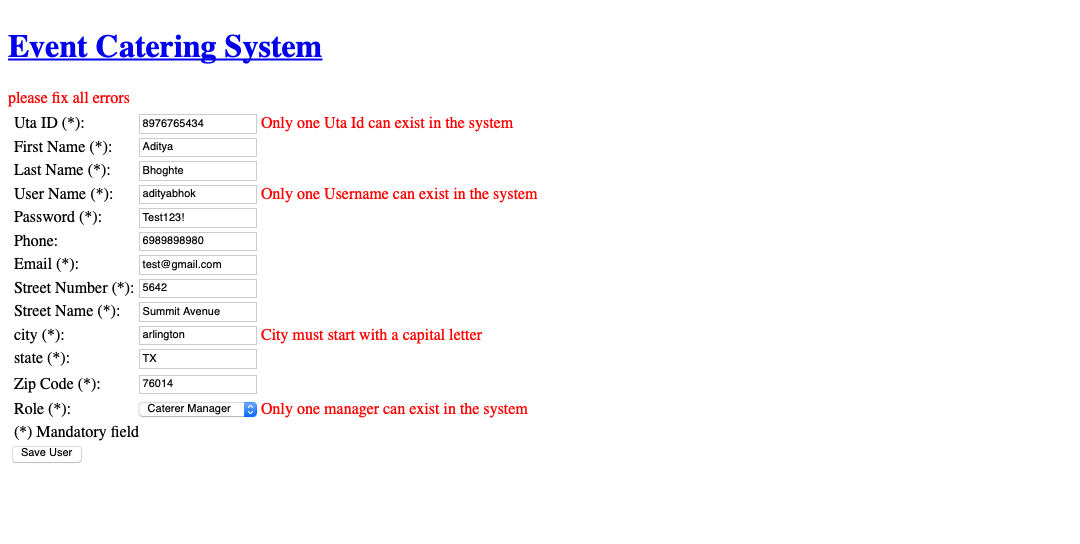 Event Catering System
please fix all errors
Uta ID (*): 8976765434 Only one Uta Id can exist in the system
First Name (*): Aditya
Last Name (*): Bhoghte
User Name (*): adityabhok Only one Username can exist in the system
Password (*): Test123!
Phone: 6989898980
Email (*): test@gmail.com
Street Number (*): 5642
Street Name (*): Summit Avenue
city (*): arlington City must start with a capital letter
state (*): TX
Zip Code (*): 76014
Role (*): Caterer Manager Only one manager can exist in the system
(*) Mandatory field
Save User